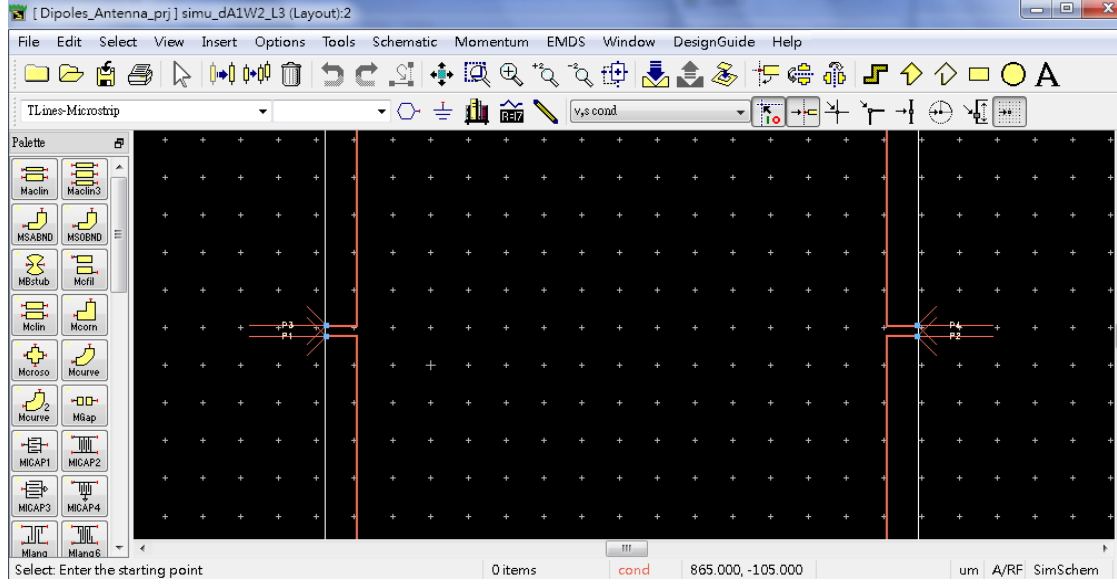 [ Dipoles_Antenna_prj ] simu_dA1W2_L3 (Layout):2
File Edit Select View Insert Options Tools Schematic Momentum EMDS Window DesignGuide Help
+2 -2 A
TLines-Microstrip v,s cond
Palette
Maclin Maclin3
MSABND MSOBND
MBstub Mcfil
Mclin Mcorn
Mcroso Mcurve
Mcurve MGap
MICAP1 MICAP2
MICAP3 MICAP4
Mlang Mlang6
P3 P4
P1 P2
Select: Enter the starting point 0 items cond 865.000, -105.000 um A/RF SimSchem